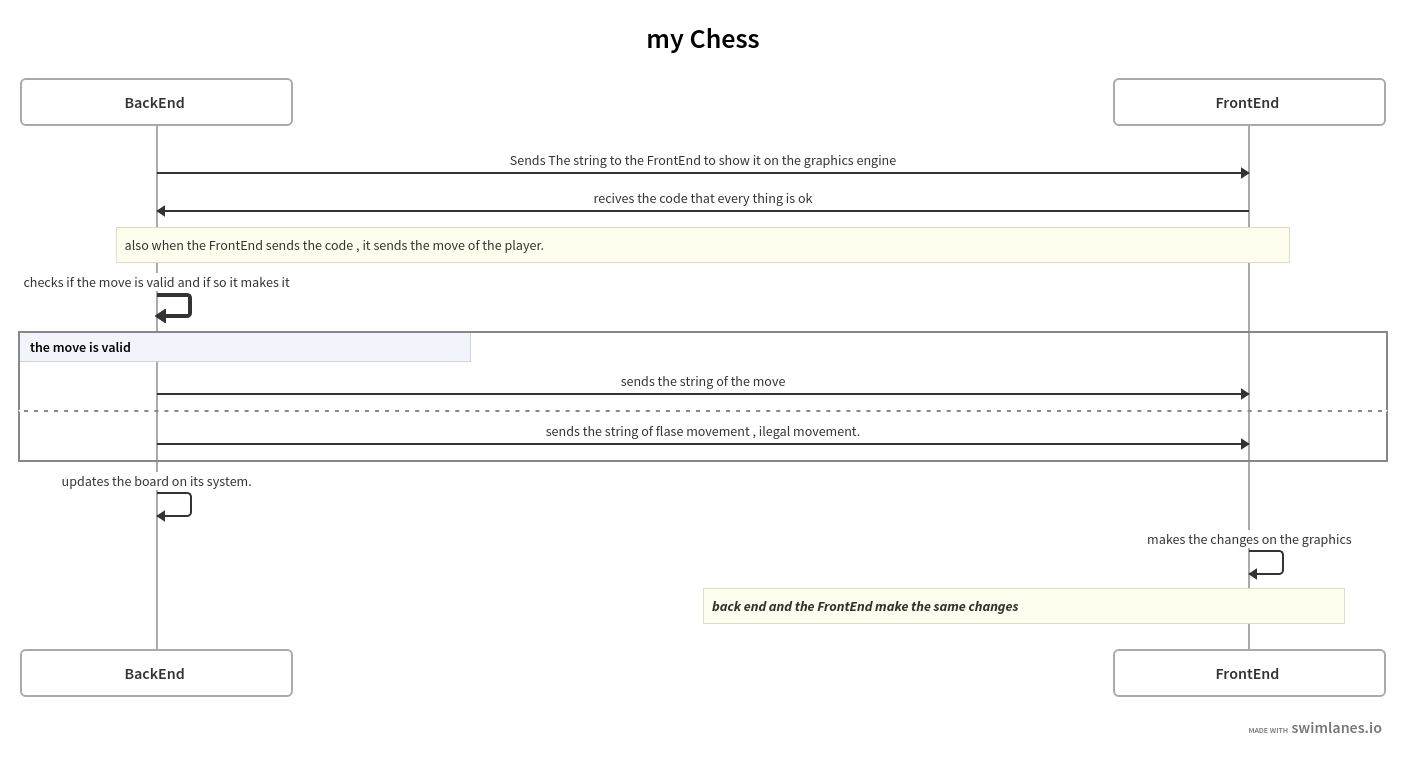 my Chess
BackEnd
FrontEnd
Sends The string to the FrontEnd to show it on the graphics engine
recives the code that every thing is ok
also when the FrontEnd sends the code , it sends the move of the player.
checks if the move is valid and if so it makes it
the move is valid
sends the string of the move
sends the string of flase movement , ilegal movement.
updates the board on its system.
makes the changes on the graphics
back end and the FrontEnd make the same changes
BackEnd
FrontEnd
MADE WITH swimlanes.io